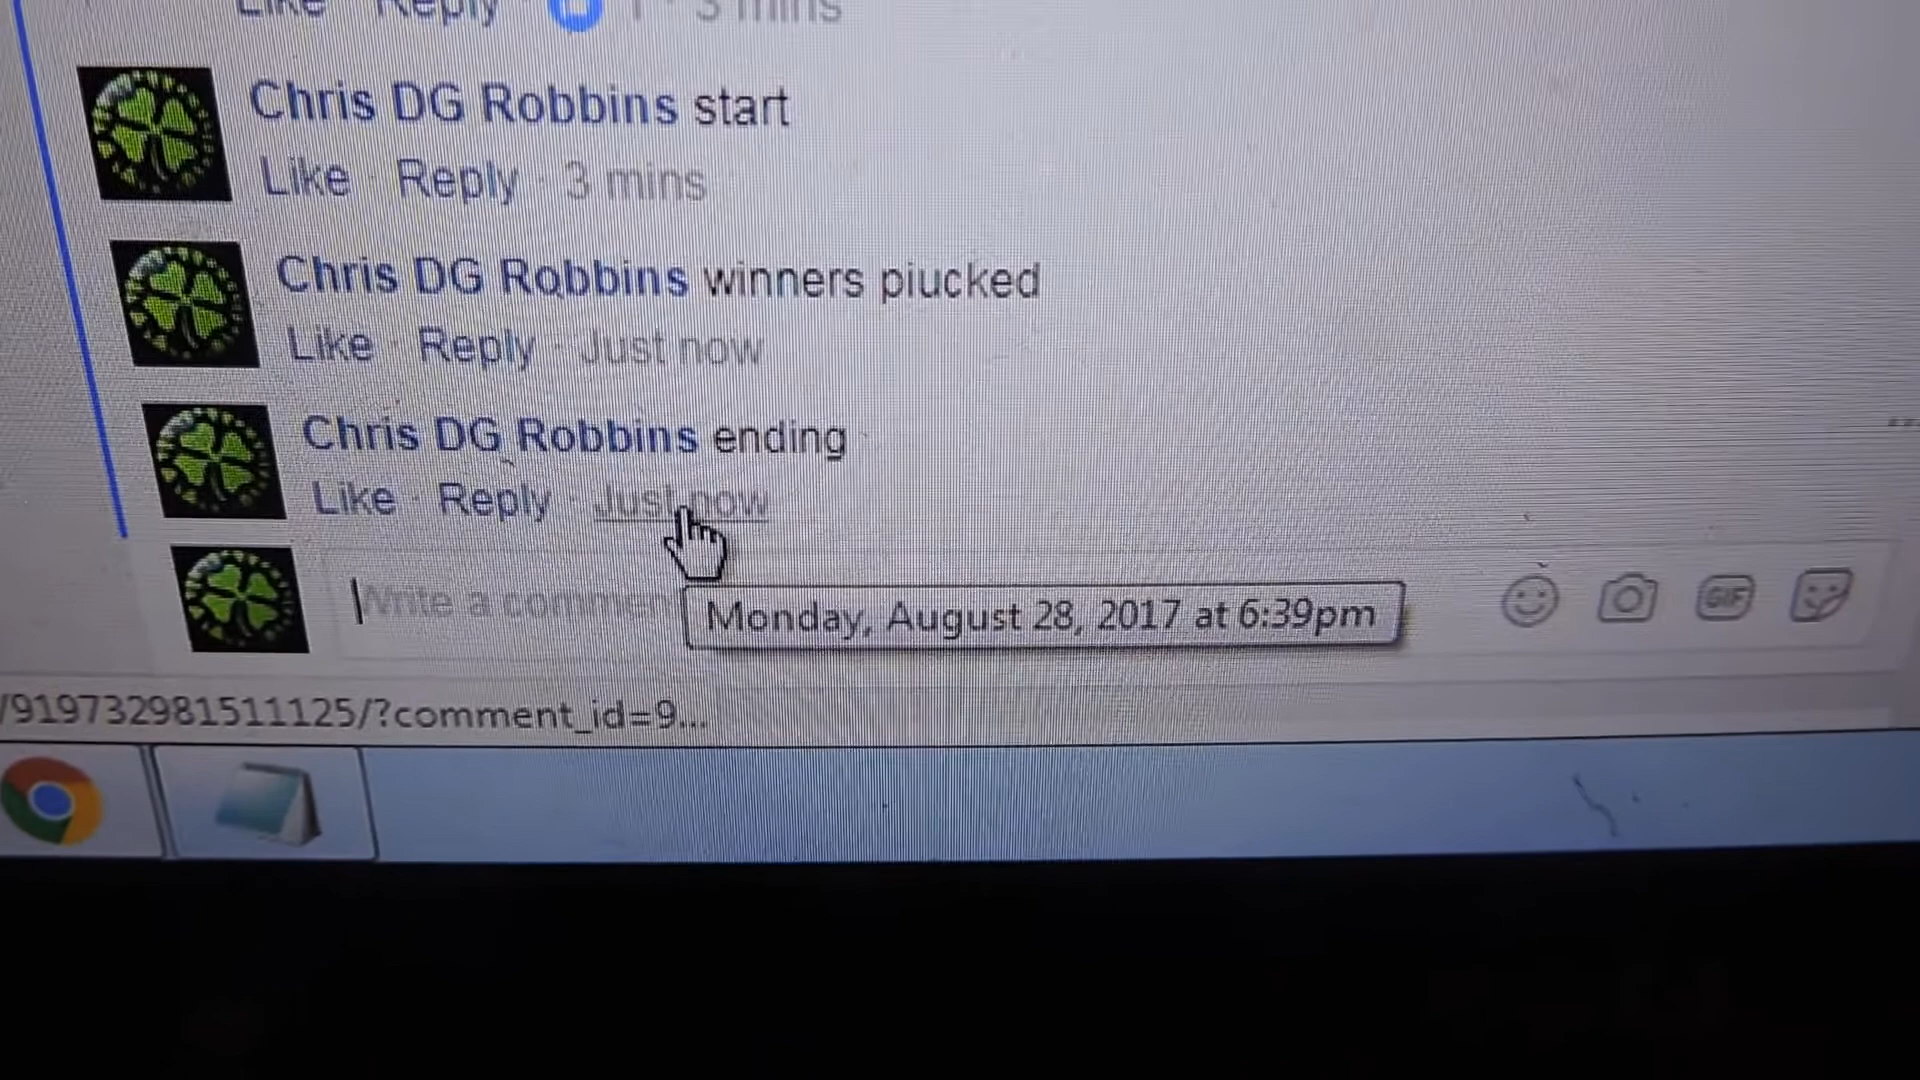 Like Reply 1 3 mins
Chris DG Robbins start
Like Reply 3 mins
Chris DG Robbins winners piucked
Like Reply Just now
Chris DG Robbins ending
Like Reply Just now
Write a comment
Monday, August 28, 2017 at 6:39pm
GIF
/919732981511125/?comment_id=9...